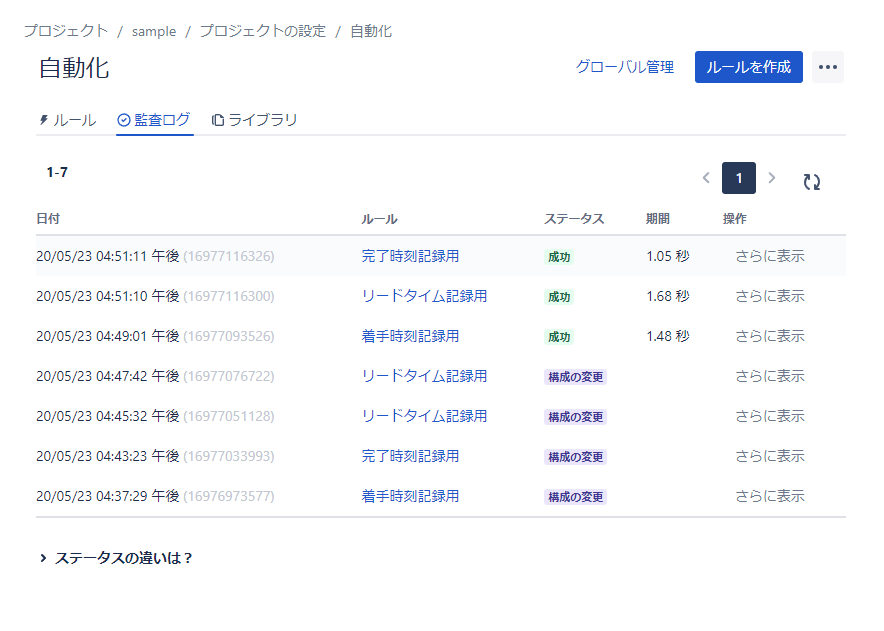 プロジェクト / sample / プロジェクトの設定 / 自動化
自動化
グローバル管理 ルールを作成
ルール 監査ログ ライブラリ
1-7
1
日付 ルール ステータス 期間 操作
20/05/23 04:51:11 午後 (16977116326) 完了時刻記録用 成功 1.05 秒 さらに表示
20/05/23 04:51:10 午後 (16977116300) リードタイム記録用 成功 1.68 秒 さらに表示
20/05/23 04:49:01 午後 (16977093526) 着手時刻記録用 成功 1.48 秒 さらに表示
20/05/23 04:47:42 午後 (16977076722) リードタイム記録用 構成の変更 さらに表示
20/05/23 04:45:32 午後 (16977051128) リードタイム記録用 構成の変更 さらに表示
20/05/23 04:43:23 午後 (16977033993) 完了時刻記録用 構成の変更 さらに表示
20/05/23 04:37:29 午後 (16976973577) 着手時刻記録用 構成の変更 さらに表示
ステータスの違いは？